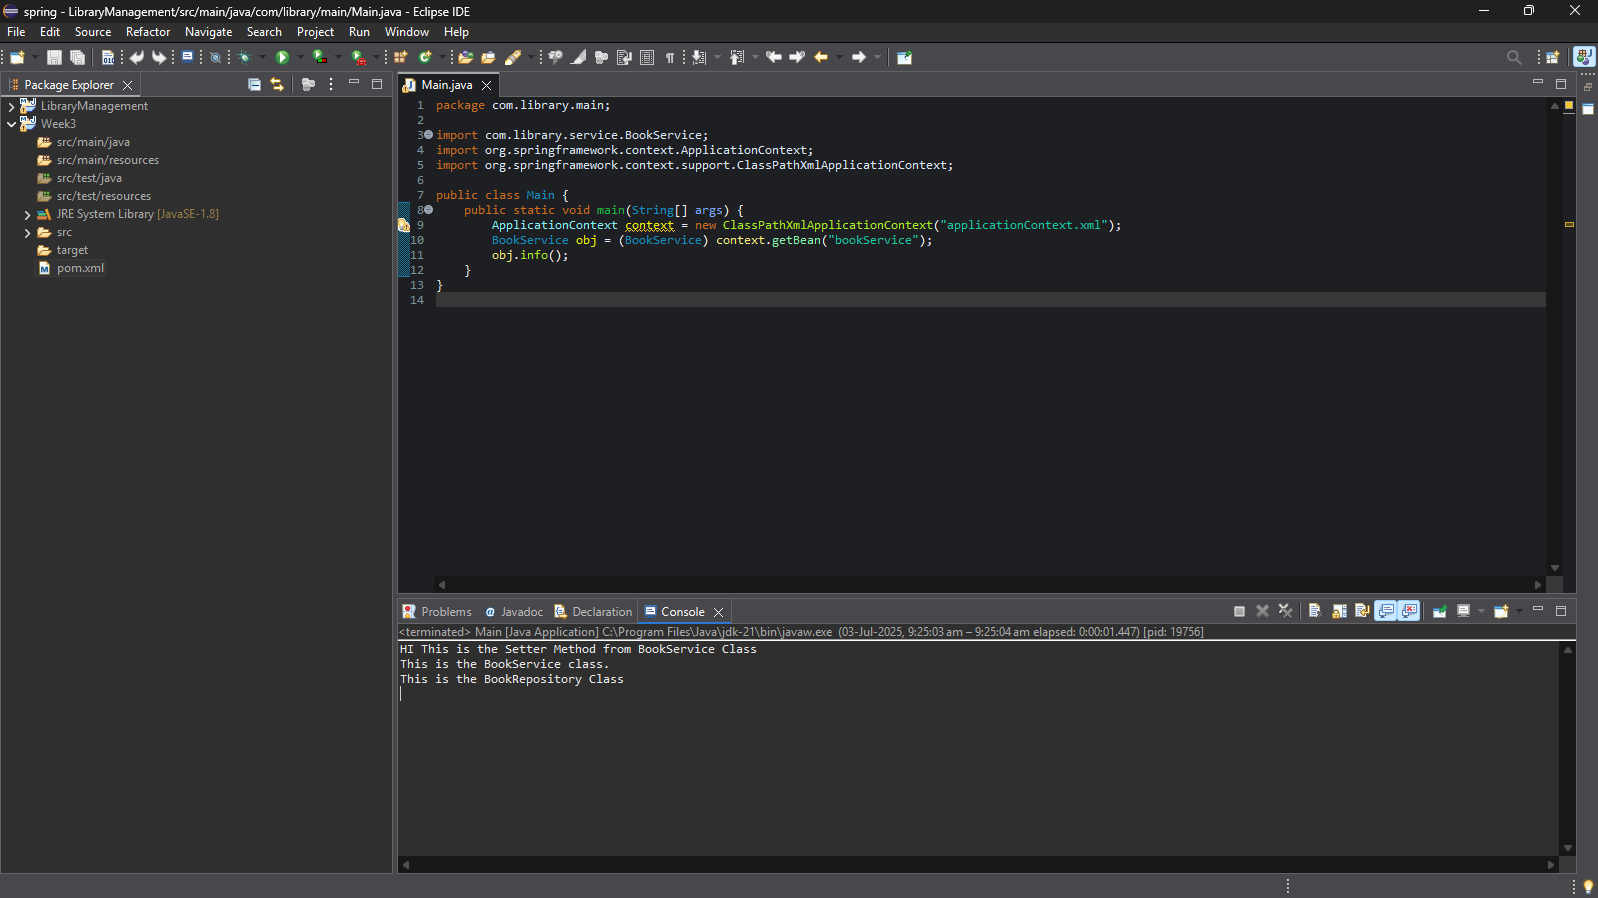 spring - LibraryManagement/src/main/java/com/library/main/Main.java - Eclipse IDE
File Edit Source Refactor Navigate Search Project Run Window Help
Package Explorer
LibraryManagement
Week3
src/main/java
src/main/resources
src/test/java
src/test/resources
JRE System Library [JavaSE-1.8]
src
target
pom.xml
Main.java
1 package com.library.main;
2
3 import com.library.service.BookService;
4 import org.springframework.context.ApplicationContext;
5 import org.springframework.context.support.ClassPathXmlApplicationContext;
6
7 public class Main {
8     public static void main(String[] args) {
9         ApplicationContext context = new ClassPathXmlApplicationContext("applicationContext.xml");
10         BookService obj = (BookService) context.getBean("bookService");
11         obj.info();
12     }
13 }
14
Problems Javadoc Declaration Console
<terminated> Main [Java Application] C:\Program Files\Java\jdk-21\bin\javaw.exe (03-Jul-2025, 9:25:03 am – 9:25:04 am elapsed: 0:00:01.447) [pid: 19756]
HI This is the Setter Method from BookService Class
This is the BookService class.
This is the BookRepository Class